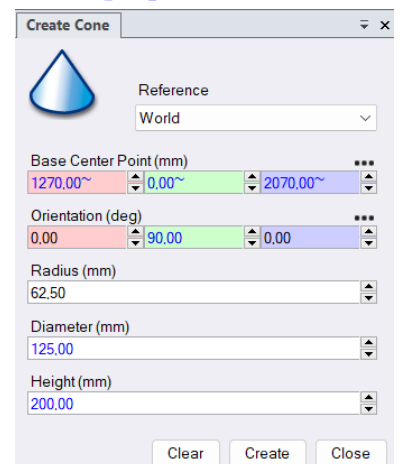 Create Cone
Reference
World
Base Center Point (mm)
1270,00~ 0,00~ 2070,00~
Orientation (deg)
0,00 90,00 0,00
Radius (mm)
62,50
Diameter (mm)
125,00
Height (mm)
200,00
Clear Create Close